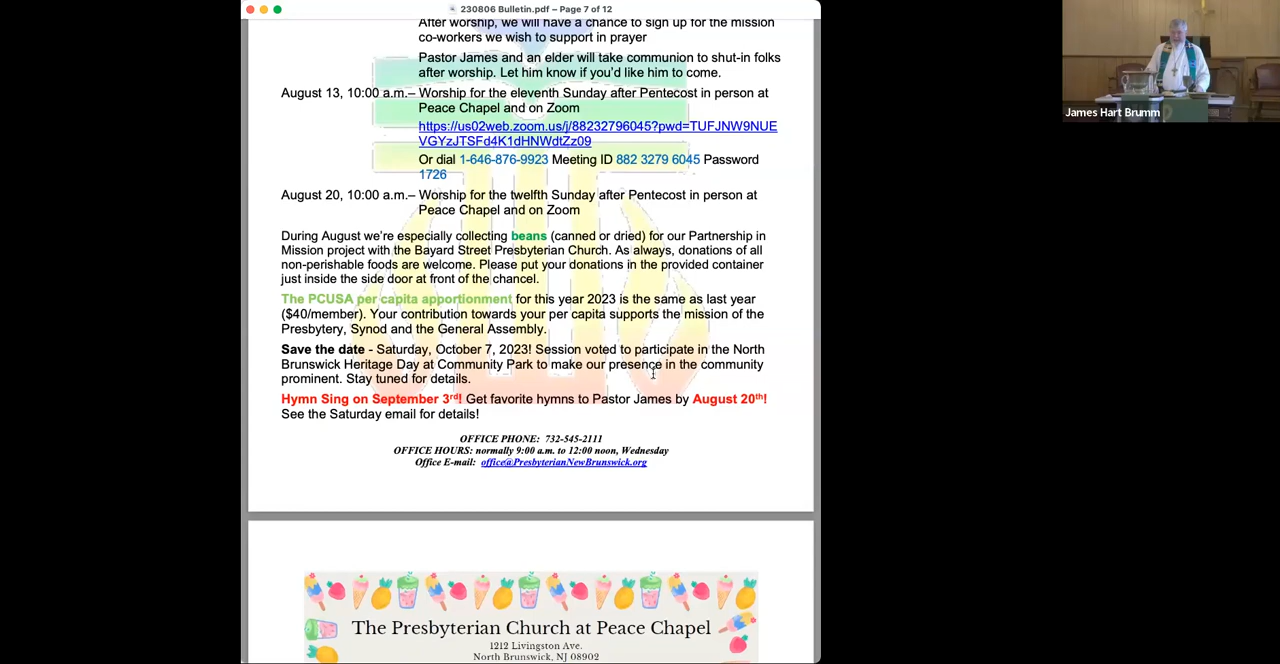 230806 Bulletin.pdf – Page 7 of 12
After worship, we will have a chance to sign up for the mission
co-workers we wish to support in prayer
Pastor James and an elder will take communion to shut-in folks
after worship. Let him know if you'd like him to come.
August 13, 10:00 a.m.– Worship for the eleventh Sunday after Pentecost in person at
Peace Chapel and on Zoom
https://us02web.zoom.us/j/88232796045?pwd=TUFJNW9NUE
VGYzJTSFd4K1dHNWdtZz09
Or dial 1-646-876-9923 Meeting ID 882 3279 6045 Password
1726
August 20, 10:00 a.m.– Worship for the twelfth Sunday after Pentecost in person at
Peace Chapel and on Zoom
During August we're especially collecting beans (canned or dried) for our Partnership in
Mission project with the Bayard Street Presbyterian Church. As always, donations of all
non-perishable foods are welcome. Please put your donations in the provided container
just inside the side door at front of the chancel.
The PCUSA per capita apportionment for this year 2023 is the same as last year
($40/member). Your contribution towards your per capita supports the mission of the
Presbytery, Synod and the General Assembly.
Save the date - Saturday, October 7, 2023! Session voted to participate in the North
Brunswick Heritage Day at Community Park to make our presence in the community
prominent. Stay tuned for details.
Hymn Sing on September 3rd! Get favorite hymns to Pastor James by August 20th!
See the Saturday email for details!
OFFICE PHONE: 732-545-2111
OFFICE HOURS: normally 9:00 a.m. to 12:00 noon, Wednesday
Office E-mail: office@PresbyterianNewBrunswick.org
The Presbyterian Church at Peace Chapel
1212 Livingston Ave.
North Brunswick, NJ 08902
James Hart Brumm